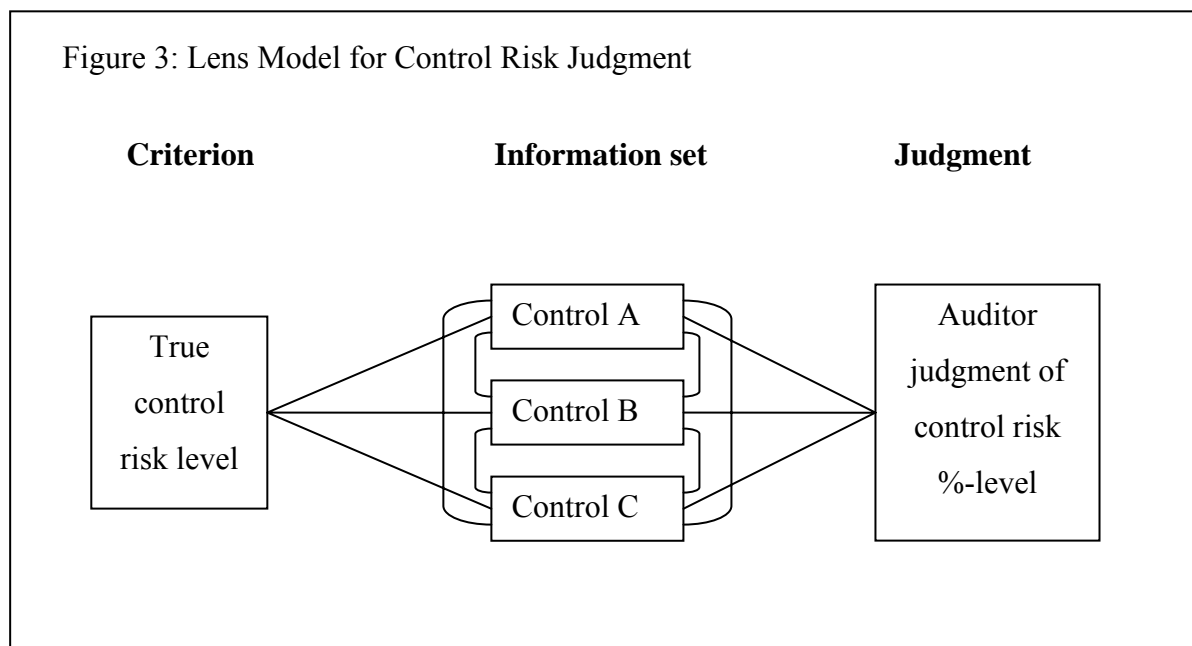 Figure 3: Lens Model for Control Risk Judgment
Criterion
Information set
Judgment
True
control
risk level
Control A
Control B
Control C
Auditor
judgment of
control risk
%-level